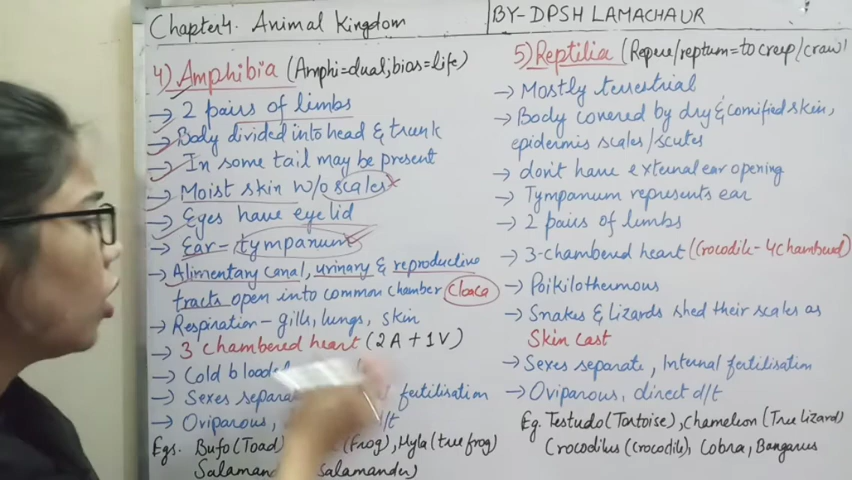 Chapter4. Animal Kingdom
BY-DPSH LAMACHAUR
4) Amphibia (Amphi=dual; bios=life)
→ 2 pairs of limbs
→ Body divided into head & trunk
→ In some tail may be present
→ Moist skin w/o scales
→ Eyes have eyelid
→ Ear = tympanum
→ Alimentary canal, urinary & reproductive
tracts open into common chamber cloaca
→ Respiration – gills, lungs, skin
→ 3 chambered heart (2A + 1V)
→ Cold
→ Sexes fertilisation
→ Oviparous, d/t
Egs. Bufo (Toad) (Frog), Hyla (true frog)
Salamander)
5) Reptilia (Repere/reptum = to creep/crawl
→ Mostly terrestrial
→ Body covered by dry & cornified skin,
epidermis scales/scutes
→ don't have external ear opening
→ Tympanum represents ear
→ 2 pairs of limbs
→ 3-chambered heart (Crocodile – 4 chambered)
→ Poikilothermous
→ Snakes & Lizards shed their scales as
Skin cast
→ Sexes separate, Internal fertilisation
→ Oviparous, direct d/t
Eg. Testudo (Tortoise), Chameleon (Tree lizard)
Crocodilus (crocodile), Cobra, Bangarus